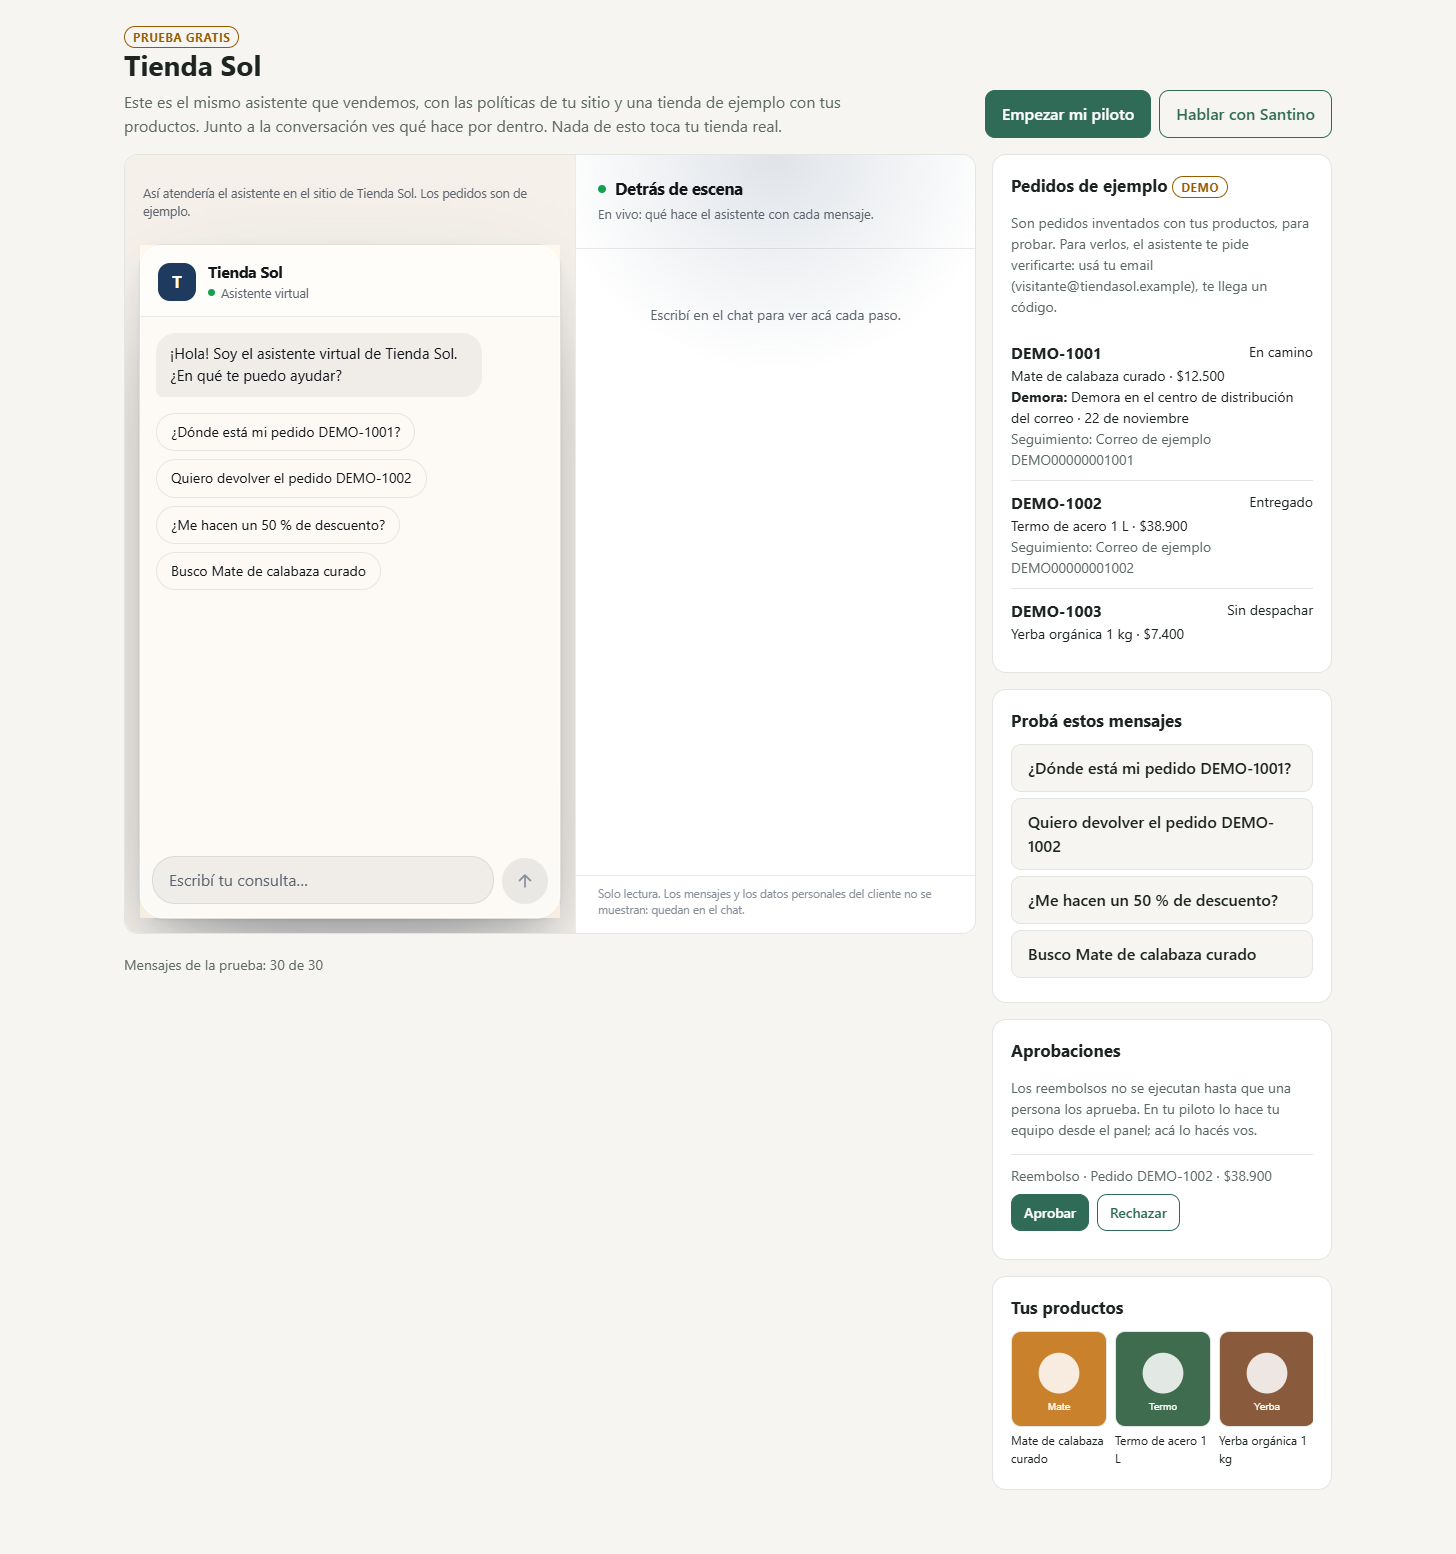 PRUEBA GRATIS
Tienda Sol
Este es el mismo asistente que vendemos, con las políticas de tu sitio y una tienda de ejemplo con tus
productos. Junto a la conversación ves qué hace por dentro. Nada de esto toca tu tienda real.
Empezar mi piloto
Hablar con Santino
Así atendería el asistente en el sitio de Tienda Sol. Los pedidos son de
ejemplo.
T
Tienda Sol
Asistente virtual
¡Hola! Soy el asistente virtual de Tienda Sol.
¿En qué te puedo ayudar?
¿Dónde está mi pedido DEMO-1001?
Quiero devolver el pedido DEMO-1002
¿Me hacen un 50 % de descuento?
Busco Mate de calabaza curado
Escribí tu consulta...
Detrás de escena
En vivo: qué hace el asistente con cada mensaje.
Escribí en el chat para ver acá cada paso.
Solo lectura. Los mensajes y los datos personales del cliente no se
muestran: quedan en el chat.
Mensajes de la prueba: 30 de 30
Pedidos de ejemplo DEMO
Son pedidos inventados con tus productos, para
probar. Para verlos, el asistente te pide
verificarte: usá tu email
(visitante@tiendasol.example), te llega un
código.
DEMO-1001 En camino
Mate de calabaza curado · $12.500
Demora: Demora en el centro de distribución
del correo · 22 de noviembre
Seguimiento: Correo de ejemplo
DEMO00000001001
DEMO-1002 Entregado
Termo de acero 1 L · $38.900
Seguimiento: Correo de ejemplo
DEMO00000001002
DEMO-1003 Sin despachar
Yerba orgánica 1 kg · $7.400
Probá estos mensajes
¿Dónde está mi pedido DEMO-1001?
Quiero devolver el pedido DEMO-
1002
¿Me hacen un 50 % de descuento?
Busco Mate de calabaza curado
Aprobaciones
Los reembolsos no se ejecutan hasta que una
persona los aprueba. En tu piloto lo hace tu
equipo desde el panel; acá lo hacés vos.
Reembolso · Pedido DEMO-1002 · $38.900
Aprobar
Rechazar
Tus productos
Mate
Termo
Yerba
Mate de calabaza
curado
Termo de acero 1
L
Yerba orgánica 1
kg